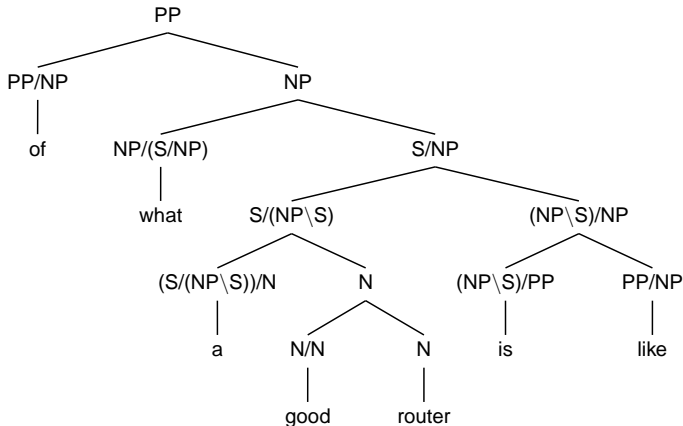 PP
PP/NP NP
of NP/(S/NP) S/NP
what S/(NP\S) (NP\S)/NP
(S/(NP\S))/N N (NP\S)/PP PP/NP
a N/N N is like
good router